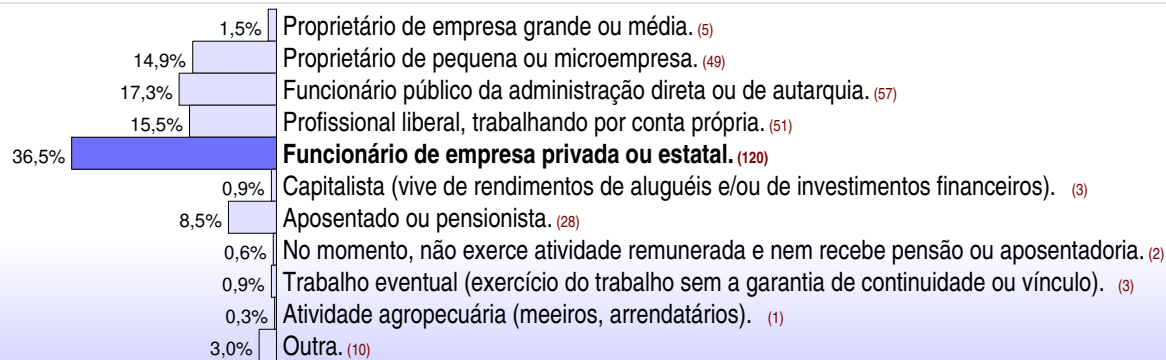 1,5% Proprietário de empresa grande ou média. (5)
14,9% Proprietário de pequena ou microempresa. (49)
17,3% Funcionário público da administração direta ou de autarquia. (57)
15,5% Profissional liberal, trabalhando por conta própria. (51)
36,5% Funcionário de empresa privada ou estatal. (120)
0,9% Capitalista (vive de rendimentos de aluguéis e/ou de investimentos financeiros). (3)
8,5% Aposentado ou pensionista. (28)
0,6% No momento, não exerce atividade remunerada e nem recebe pensão ou aposentadoria. (2)
0,9% Trabalho eventual (exercício do trabalho sem a garantia de continuidade ou vínculo). (3)
0,3% Atividade agropecuária (meeiros, arrendatários). (1)
3,0% Outra. (10)